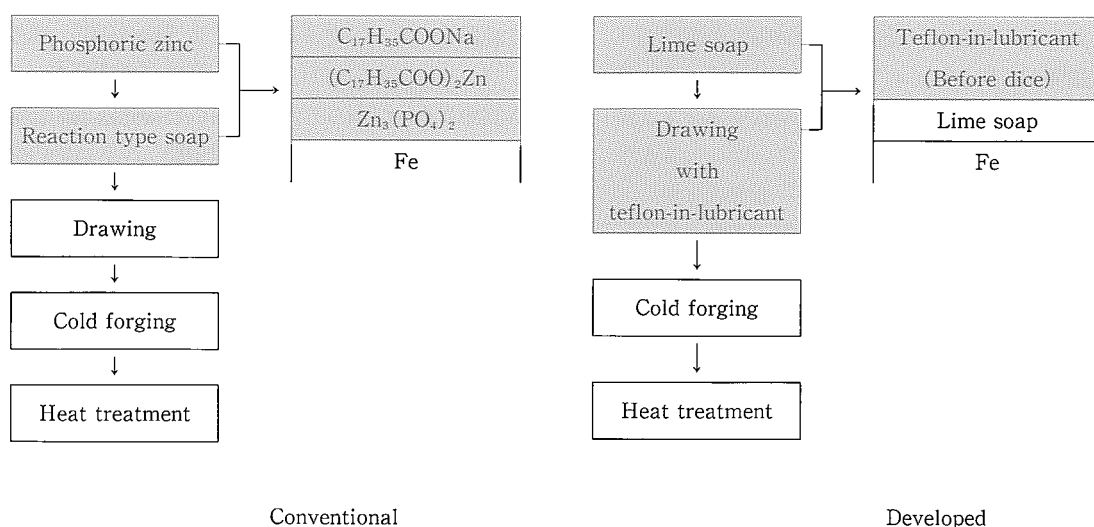 Phosphoric zinc
Reaction type soap
Drawing
Cold forging
Heat treatment
C₁₇H₃₅COONa
(C₁₇H₃₅COO)₂Zn
Zn₃(PO₄)₂
Fe
Conventional
Lime soap
Drawing
with
teflon-in-lubricant
Cold forging
Heat treatment
Teflon-in-lubricant
(Before dice)
Lime soap
Fe
Developed